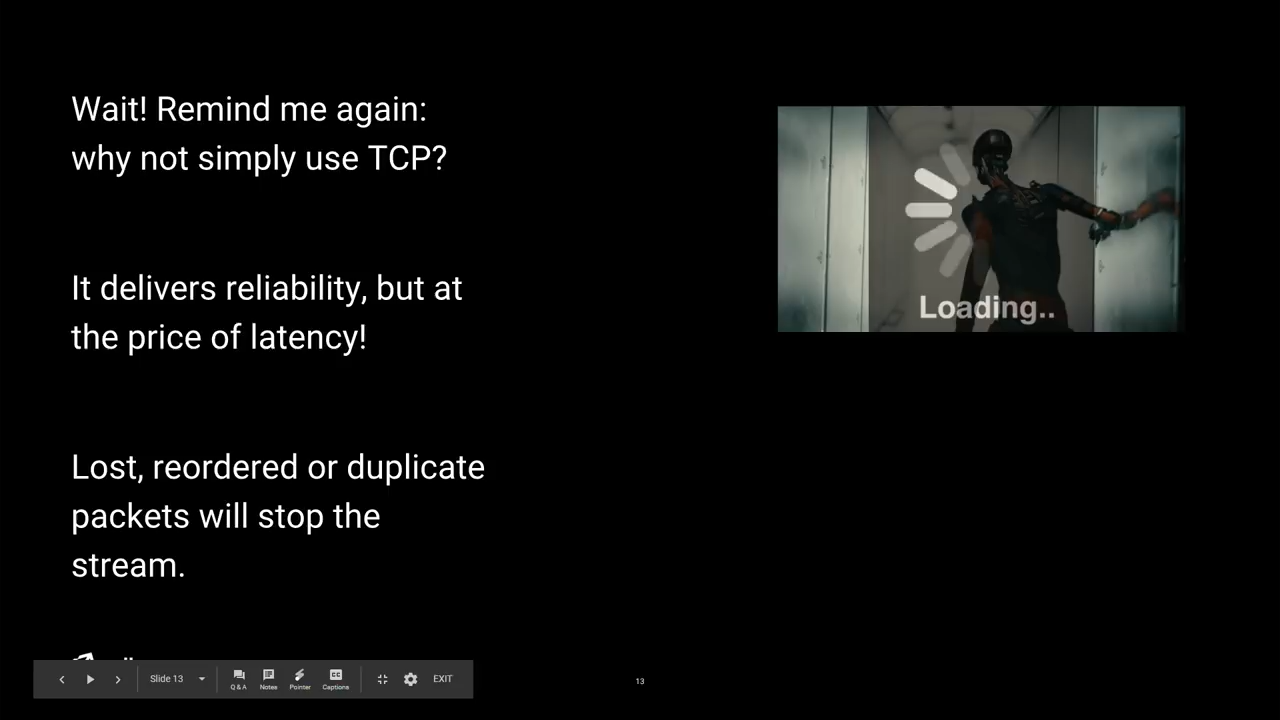 Wait! Remind me again:
why not simply use TCP?
It delivers reliability, but at
the price of latency!
Lost, reordered or duplicate
packets will stop the
stream.
Loading..
Slide 13
Q & A
Notes
Pointer
Captions
EXIT
13